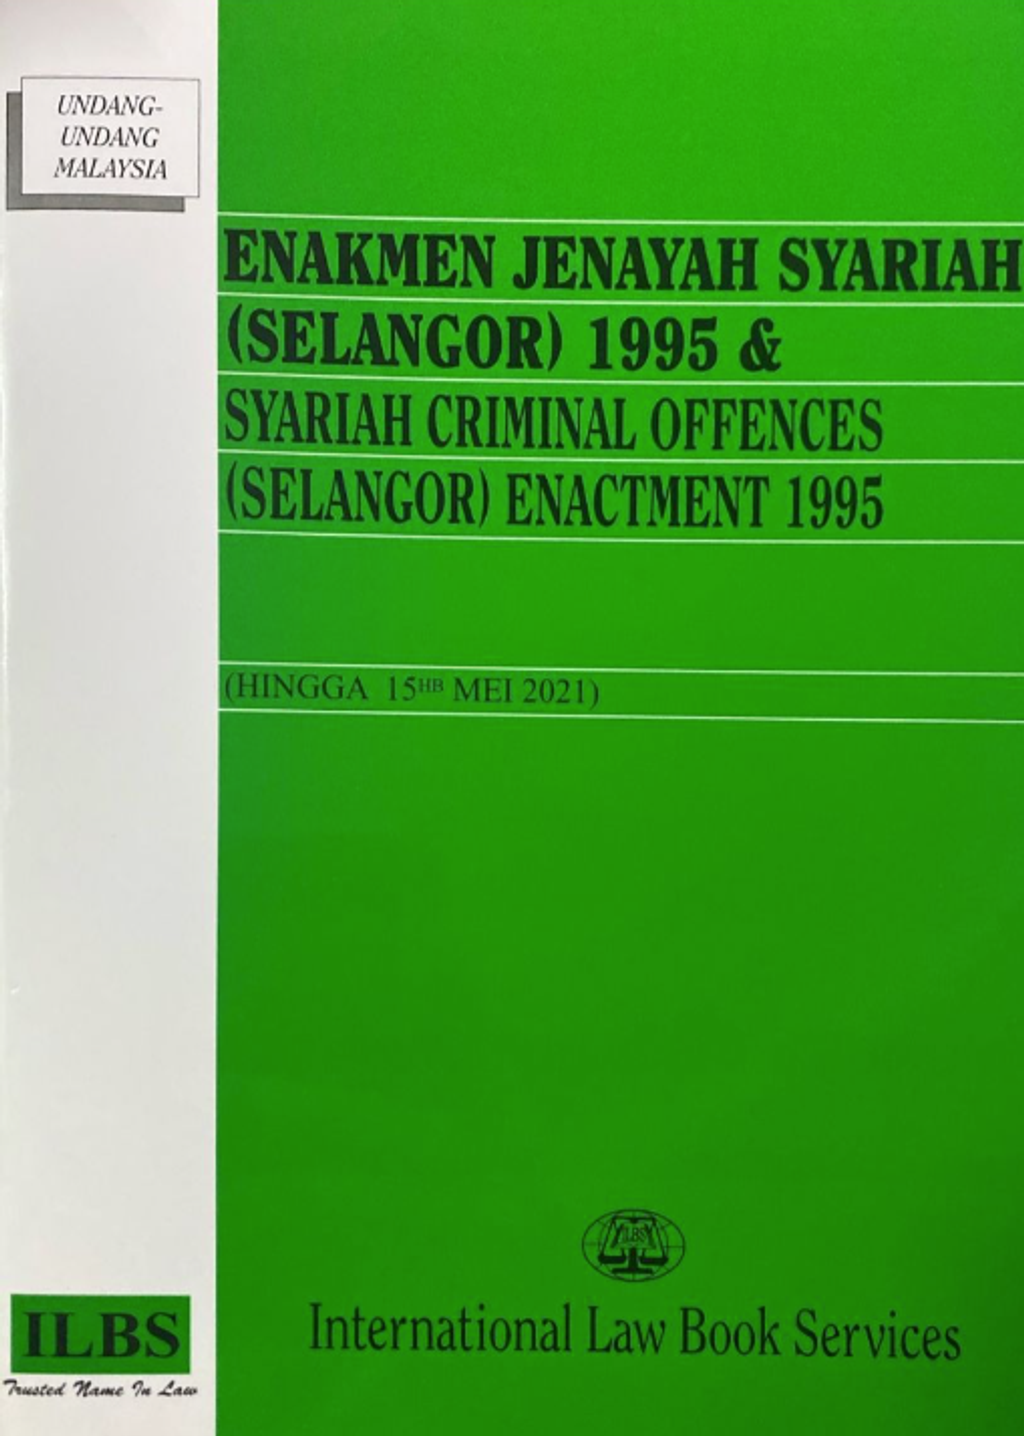 UNDANG-
UNDANG
MALAYSIA
ENAKMEN JENAYAH SYARIAH
(SELANGOR) 1995 &
SYARIAH CRIMINAL OFFENCES
(SELANGOR) ENACTMENT 1995
(HINGGA 15HB MEI 2021)
ILBS
International Law Book Services
ILBS
Trusted Name In Law